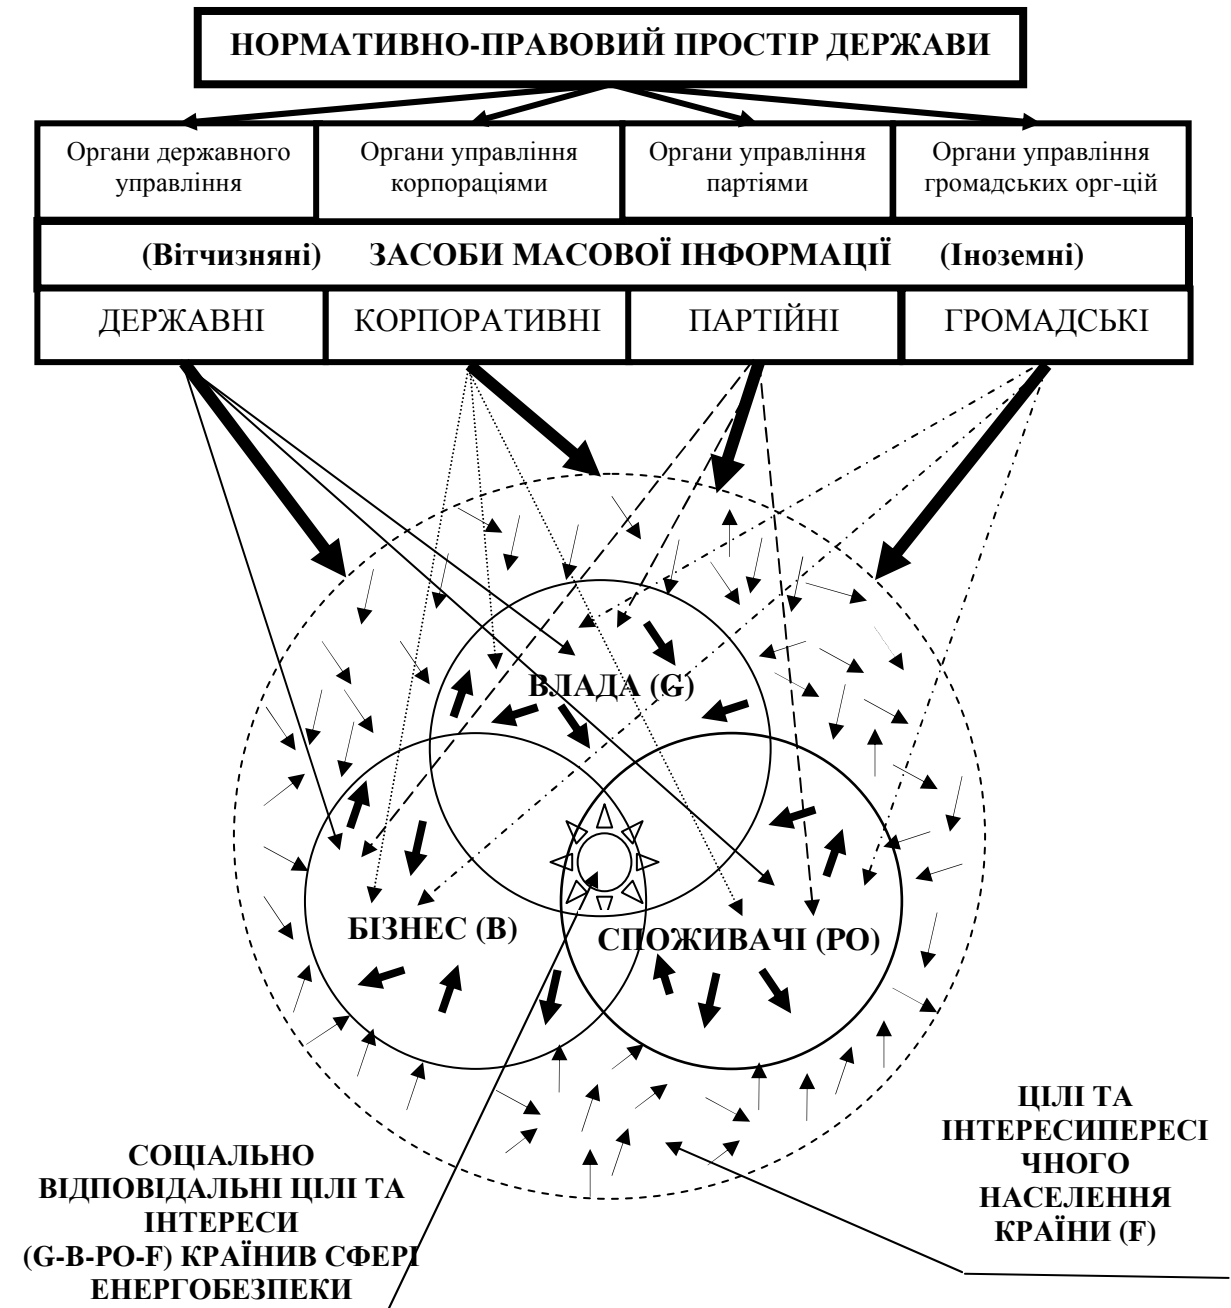 НОРМАТИВНО-ПРАВОВИЙ ПРОСТІР ДЕРЖАВИ
Органи державного
управління
Органи управління
корпораціями
Органи управління
партіями
Органи управління
громадських орг-цій
(Вітчизняні) ЗАСОБИ МАСОВОЇ ІНФОРМАЦІЇ (Іноземні)
ДЕРЖАВНІ
КОРПОРАТИВНІ
ПАРТІЙНІ
ГРОМАДСЬКІ
ВЛАДА (G)
БІЗНЕС (В)
СПОЖИВАЧІ (РО)
СОЦІАЛЬНО
ВІДПОВІДАЛЬНІ ЦІЛІ ТА
ІНТЕРЕСИ
(G-B-PO-F) КРАЇНИВ СФЕРІ
ЕНЕРГОБЕЗПЕКИ
ЦІЛІ ТА
ІНТЕРЕСИПЕРЕСІ
ЧНОГО
НАСЕЛЕННЯ
КРАЇНИ (F)